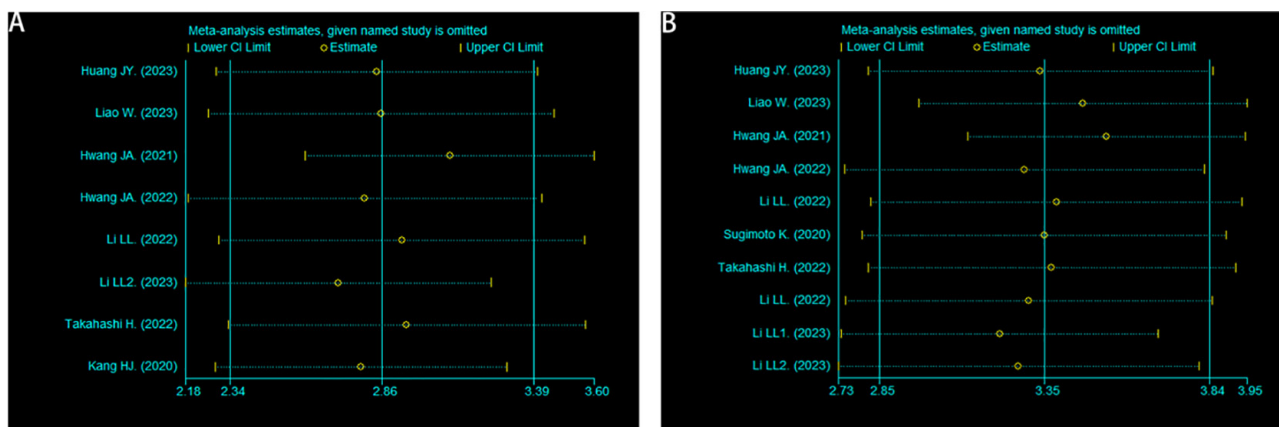 A
Meta-analysis estimates, given named study is omitted
Lower CI Limit Estimate Upper CI Limit
Huang JY. (2023)
Liao W. (2023)
Hwang JA. (2021)
Hwang JA. (2022)
Li LL. (2022)
Li LL2. (2023)
Takahashi H. (2022)
Kang HJ. (2020)
2.18 2.34 2.86 3.39 3.60
B
Meta-analysis estimates, given named study is omitted
Lower CI Limit Estimate Upper CI Limit
Huang JY. (2023)
Liao W. (2023)
Hwang JA. (2021)
Hwang JA. (2022)
Li LL. (2022)
Sugimoto K. (2020)
Takahashi H. (2022)
Li LL. (2022)
Li LL1. (2023)
Li LL2. (2023)
2.73 2.85 3.35 3.84 3.95